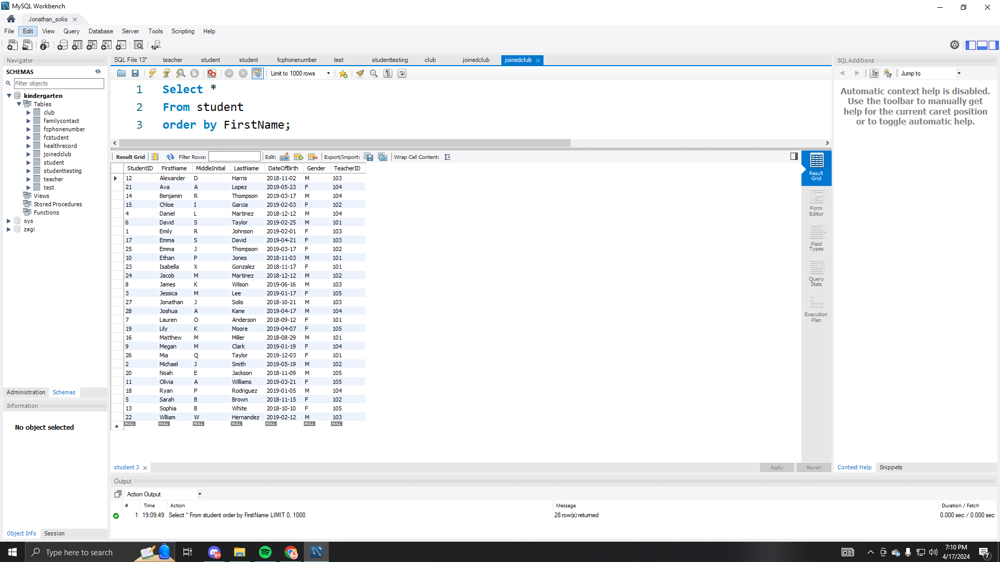 MySQL Workbench
Jonathan_solis
File Edit View Query Database Server Tools Scripting Help
Navigator
SCHEMAS
Filter objects
kindergarten
Tables
club
familycontact
fcphonenumber
fcstudent
healthrecord
joinedclub
student
studenttesting
teacher
test
Views
Stored Procedures
Functions
sys
zagi
Administration Schemas
Information
No object selected
Object Info Session
SQL File 13* teacher student student fcphonenumber test studenttesting club joinedclub joinedclub
Limit to 1000 rows
1 Select *
2 From student
3 order by FirstName;
Result Grid Filter Rows: Edit: Export/Import: Wrap Cell Content:
StudentID FirstName MiddleInitial LastName DateOfBirth Gender TeacherID
12 Alexander D Harris 2018-11-02 M 103
21 Ava A Lopez 2019-05-23 F 104
14 Benjamin R Thompson 2019-03-17 M 104
15 Chloe I Garcia 2019-02-03 F 102
4 Daniel L Martinez 2018-12-12 M 104
6 David S Taylor 2019-02-25 M 101
1 Emily R Johnson 2019-02-01 F 103
17 Emma S David 2019-04-21 F 103
25 Emma J Thompson 2019-03-17 F 102
10 Ethan P Jones 2018-11-03 M 101
23 Isabella X Gonzalez 2018-11-17 F 101
24 Jacob M Martinez 2018-12-12 M 102
8 James K Wilson 2019-06-16 M 103
3 Jessica M Lee 2019-01-17 F 105
27 Jonathan J Solis 2018-10-21 M 103
28 Joshua A Kane 2019-04-17 M 104
7 Lauren O Anderson 2018-09-12 F 101
19 Lily K Moore 2019-04-07 F 105
16 Matthew M Miller 2018-08-29 M 101
9 Megan M Clark 2019-01-19 F 104
26 Mia Q Taylor 2019-12-03 F 101
2 Michael J Smith 2019-05-19 M 102
20 Noah E Jackson 2018-11-09 M 105
11 Olivia A Williams 2019-03-21 F 105
18 Ryan P Rodriguez 2019-01-05 M 104
5 Sarah B Brown 2018-11-15 F 102
13 Sophia B White 2018-10-10 F 105
22 Wlliam W Hernandez 2019-02-12 M 103
NULL NULL NULL NULL NULL NULL NULL
Result
Grid
Form
Editor
Field
Types
Query
Stats
Execution
Plan
student 3
Apply Revert
SQLAdditions
Jump to
Automatic context help is disabled.
Use the toolbar to manually get
help for the current caret position
or to toggle automatic help.
Context Help Snippets
Output
Action Output
# Time Action Message Duration / Fetch
1 19:09:49 Select * From student order by FirstName LIMIT 0, 1000 28 row(s) returned 0.000 sec / 0.000 sec
Type here to search
9+
7:10 PM
4/17/2024
7